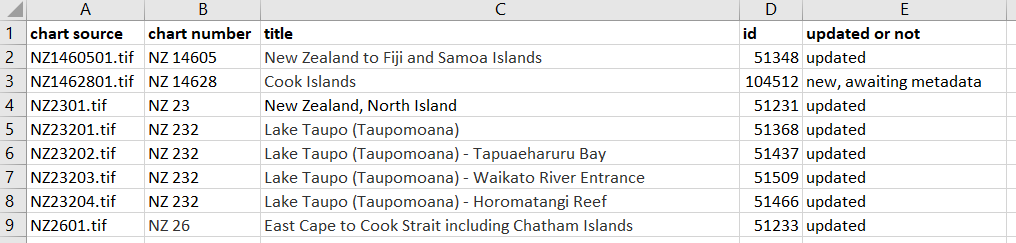 A B C D E
1 chart source chart number title id updated or not
2 NZ1460501.tif NZ 14605 New Zealand to Fiji and Samoa Islands 51348 updated
3 NZ1462801.tif NZ 14628 Cook Islands 104512 new, awaiting metadata
4 NZ2301.tif NZ 23 New Zealand, North Island 51231 updated
5 NZ23201.tif NZ 232 Lake Taupo (Taupomoana) 51368 updated
6 NZ23202.tif NZ 232 Lake Taupo (Taupomoana) - Tapuaeharuru Bay 51437 updated
7 NZ23203.tif NZ 232 Lake Taupo (Taupomoana) - Waikato River Entrance 51509 updated
8 NZ23204.tif NZ 232 Lake Taupo (Taupomoana) - Horomatangi Reef 51466 updated
9 NZ2601.tif NZ 26 East Cape to Cook Strait including Chatham Islands 51233 updated